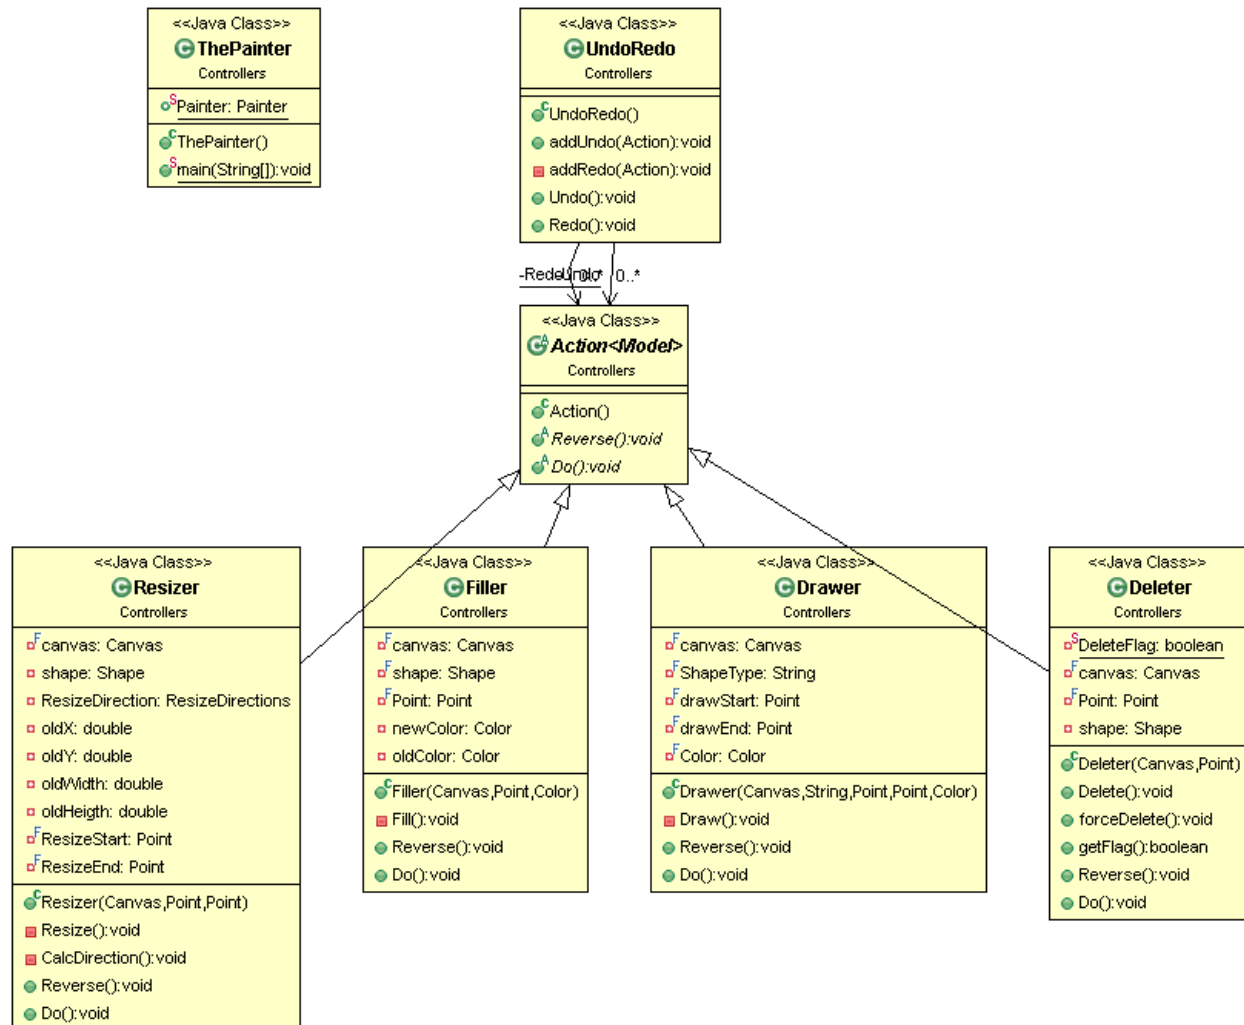 <<Java Class>>
ThePainter
Controllers
Painter: Painter
ThePainter()
main(String[]):void
<<Java Class>>
UndoRedo
Controllers
UndoRedo()
addUndo(Action):void
addRedo(Action):void
Undo():void
Redo():void
0..*
<<Java Class>>
Action<Model>
Controllers
Action()
Reverse():void
Do():void
<<Java Class>>
Resizer
Controllers
canvas: Canvas
shape: Shape
ResizeDirection: ResizeDirections
oldX: double
oldY: double
oldWidth: double
oldHeigth: double
ResizeStart: Point
ResizeEnd: Point
Resizer(Canvas,Point,Point)
Resize():void
CalcDirection():void
Reverse():void
Do():void
<<Java Class>>
Filler
Controllers
canvas: Canvas
shape: Shape
Point: Point
newColor: Color
oldColor: Color
Filler(Canvas,Point,Color)
Fill():void
Reverse():void
Do():void
<<Java Class>>
Drawer
Controllers
canvas: Canvas
ShapeType: String
drawStart: Point
drawEnd: Point
Color: Color
Drawer(Canvas,String,Point,Point,Color)
Draw():void
Reverse():void
Do():void
<<Java Class>>
Deleter
Controllers
DeleteFlag: boolean
canvas: Canvas
Point: Point
shape: Shape
Deleter(Canvas,Point)
Delete():void
forceDelete():void
getFlag():boolean
Reverse():void
Do():void